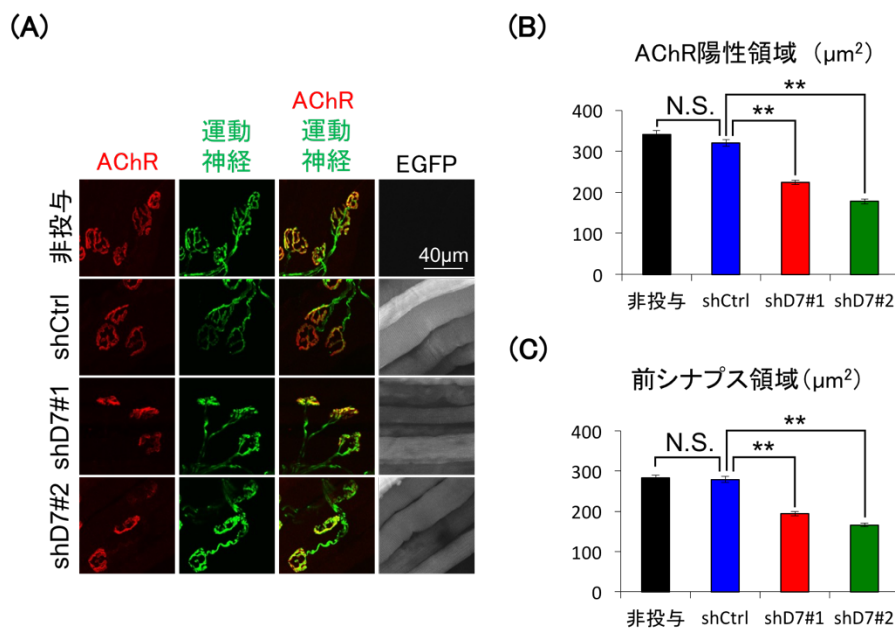 (A)
AChR
運動
神経
AChR
運動
神経
EGFP
非投与
40μm
shCtrl
shD7#1
shD7#2
(B)
AChR陽性領域 (μm²)
**
N.S.
**
400
300
200
100
0
非投与 shCtrl shD7#1 shD7#2
(C)
前シナプス領域(μm²)
**
N.S.
**
400
300
200
100
0
非投与 shCtrl shD7#1 shD7#2